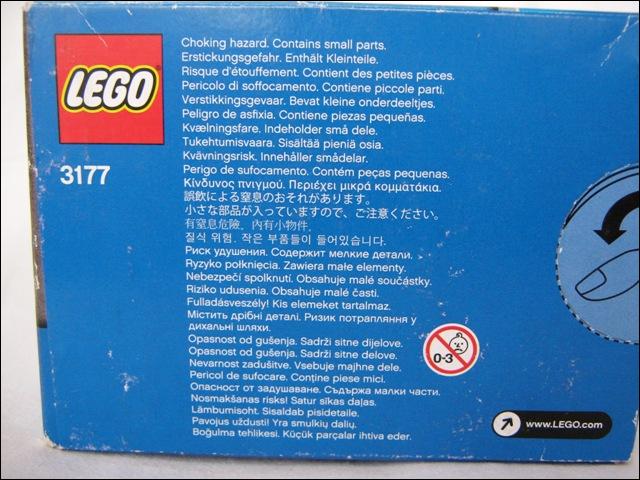 LEGO
3177
Choking hazard. Contains small parts.
Erstickungsgefahr. Enthält Kleinteile.
Risque d'étouffement. Contient des petites pièces.
Pericolo di soffocamento. Contiene piccole parti.
Verstikkingsgevaar. Bevat kleine onderdeeltjes.
Peligro de asfixia. Contiene piezas pequeñas.
Kvælningsfare. Indeholder små dele.
Tukehtumisvaara. Sisältää pieniä osia.
Kvävningsrisk. Innehåller smådelar.
Perigo de sufocamento. Contém peças pequenas.
Κίνδυνος πνιγμού. Περιέχει μικρά κομματάκια.
誤飲による窒息のおそれがあります。
小さな部品が入っていますので、ご注意ください。
有窒息危險，內有小物件。
질식 위험. 작은 부품들이 들어있습니다.
Риск удушения. Содержит мелкие детали.
Ryzyko połknięcia. Zawiera małe elementy.
Nebezpečí spolknutí. Obsahuje malé součástky.
Riziko udusenia. Obsahuje malé časti.
Fulladásveszély! Kis elemeket tartalmaz.
Містить дрібні деталі. Ризик потрапляння у
дихальні шляхи.
Opasnost od gušenja. Sadrži sitne dijelove.
Opasnost od gušenja. Sadrži sitne delove.
Nevarnost zadušitve. Vsebuje majhne dele.
Pericol de sufocare. Conține piese mici.
Опасност от задушаване. Съдържа малки части.
Nosmakšanas risks! Satur sīkas daļas.
Lämbumisoht. Sisaldab pisidetaile.
Pavojus uždusti! Yra smulkių dalių.
Boğulma tehlikesi. Küçük parçalar ihtiva eder.
0-3
www.LEGO.com